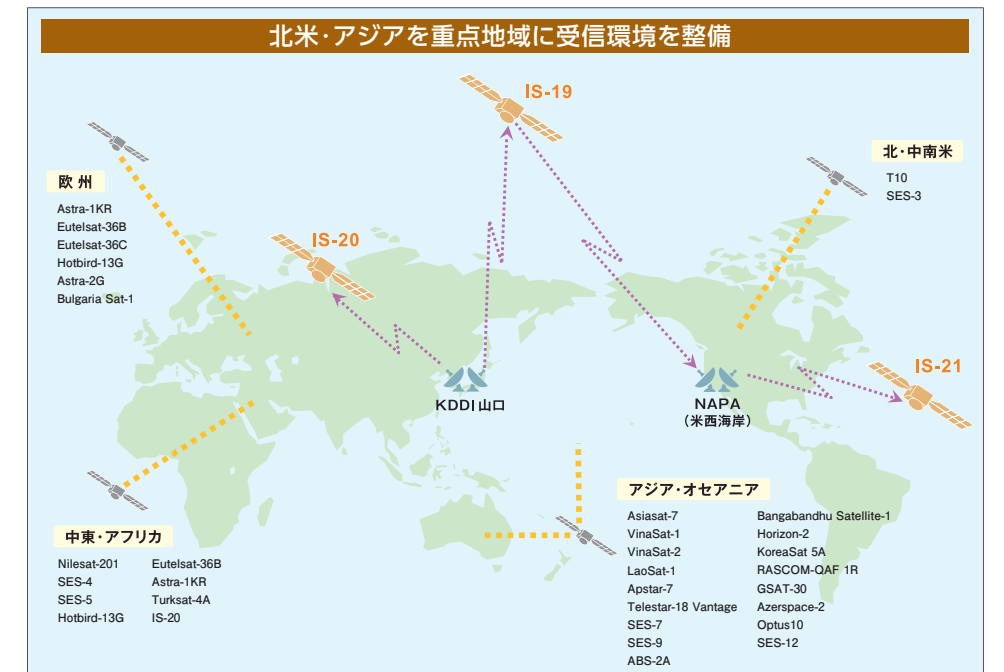 北米・アジアを重点地域に受信環境を整備
IS-19
北・中南米
T10
SES-3
欧 州
Astra-1KR
Eutelsat-36B
Eutelsat-36C
Hotbird-13G
Astra-2G
Bulgaria Sat-1
IS-20
IS-21
KDDI 山口
NAPA
（米西海岸）
中東・アフリカ
Nilesat-201
SES-4
SES-5
Hotbird-13G
Eutelsat-36B
Astra-1KR
Turksat-4A
IS-20
アジア・オセアニア
Asiasat-7
VinaSat-1
VinaSat-2
LaoSat-1
Apstar-7
Telestar-18 Vantage
SES-7
SES-9
ABS-2A
Bangabandhu Satellite-1
Horizon-2
KoreaSat 5A
RASCOM-QAF 1R
GSAT-30
Azerspace-2
Optus10
SES-12